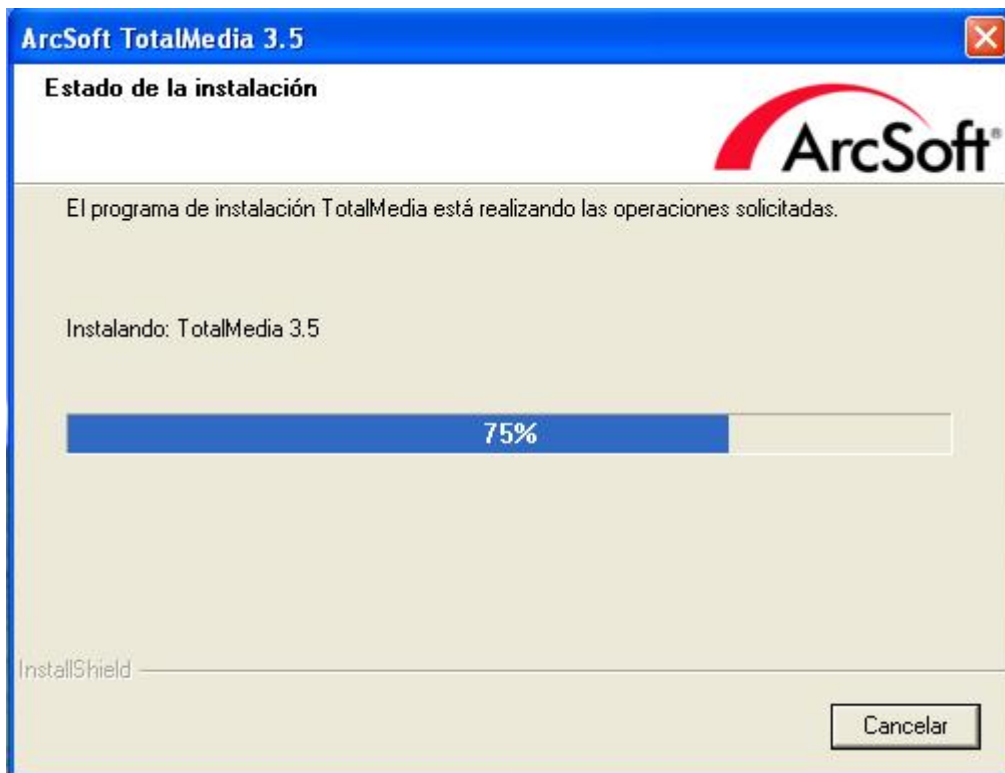 ArcSoft TotalMedia 3.5
Estado de la instalación
ArcSoft®
El programa de instalación TotalMedia está realizando las operaciones solicitadas.
Instalando: TotalMedia 3.5
75%
InstallShield
Cancelar